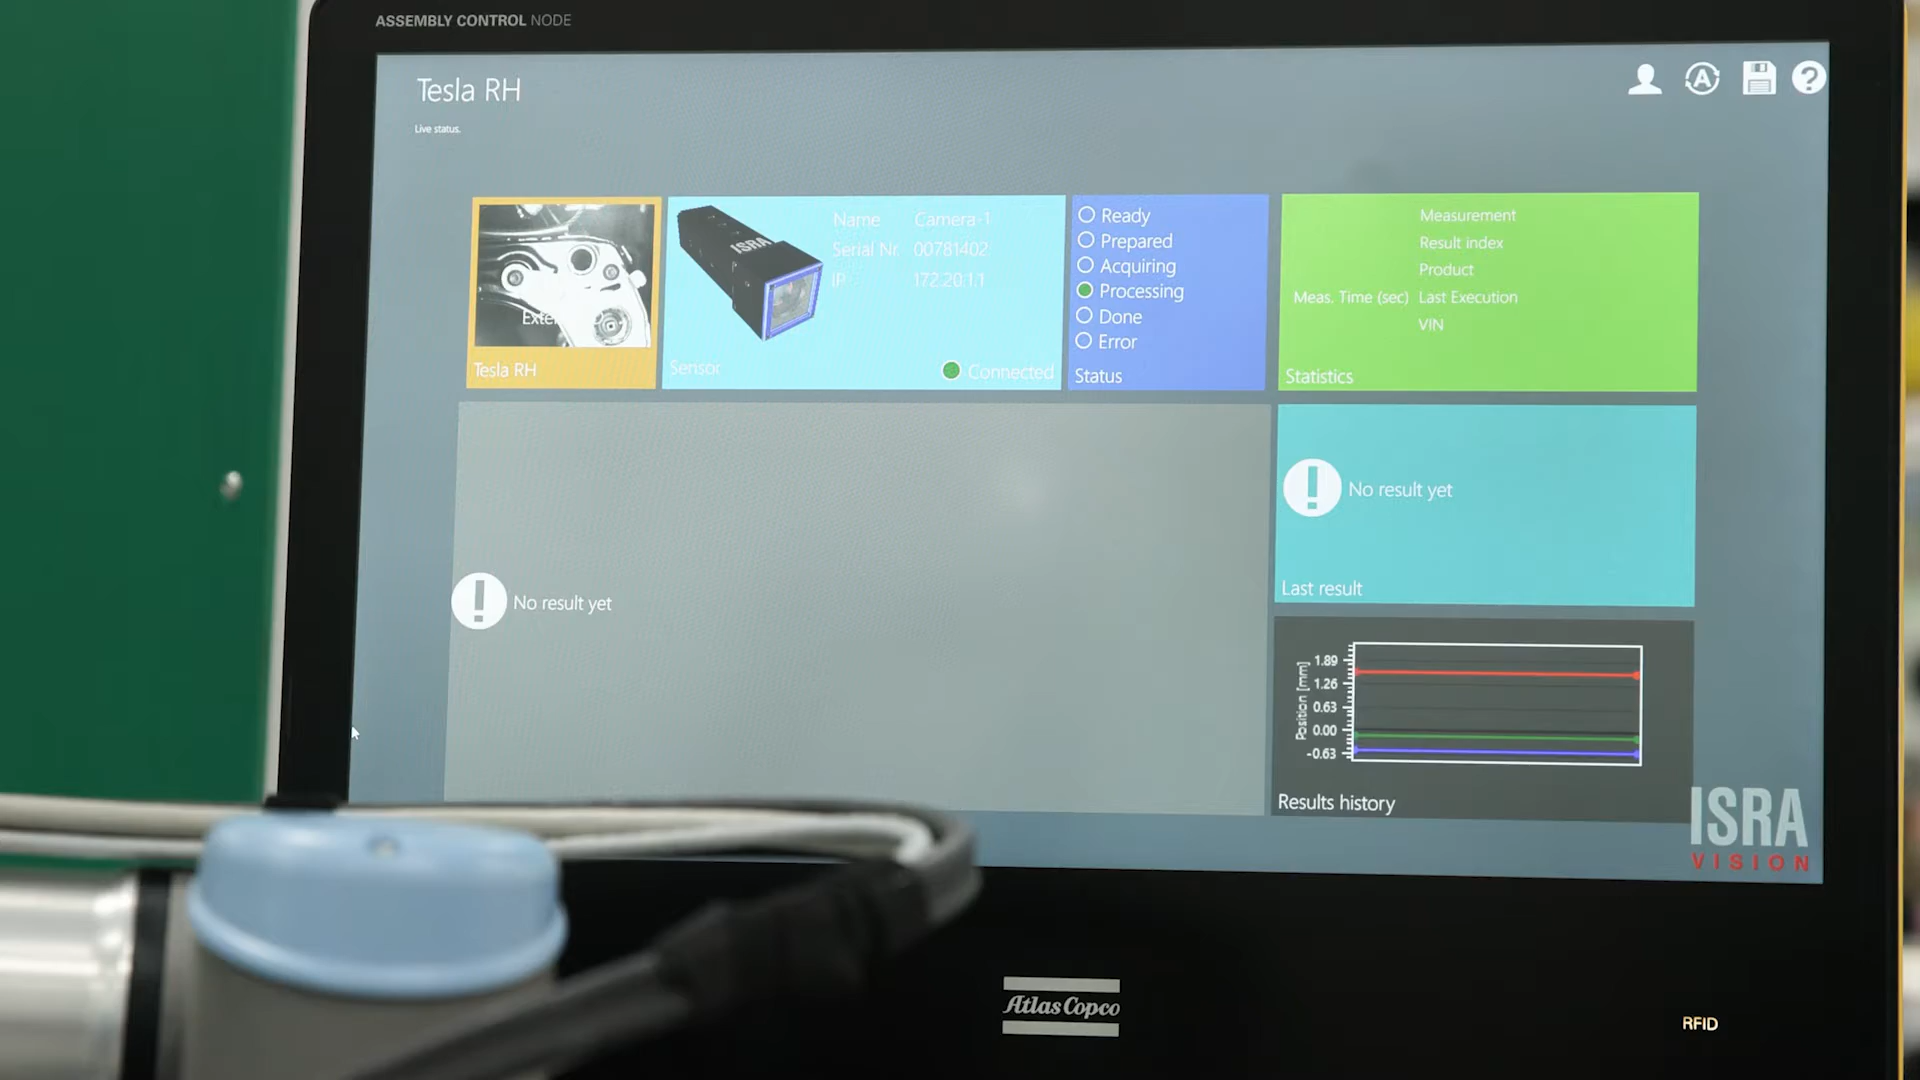 ASSEMBLY CONTROL NODE
Tesla RH
Live status.
Tesla RH
ISRA
Name Camera-1
Serial Nr. 00781402
IP 172.20.1.1
Sensor
Connected
Ready
Prepared
Acquiring
Processing
Done
Error
Status
Measurement
Result index
Product
Meas. Time (sec) Last Execution
VIN
Statistics
No result yet
No result yet
Last result
Position [mm]
1.89
1.26
0.63
0.00
-0.63
Results history
ISRA
VISION
Atlas Copco
RFID